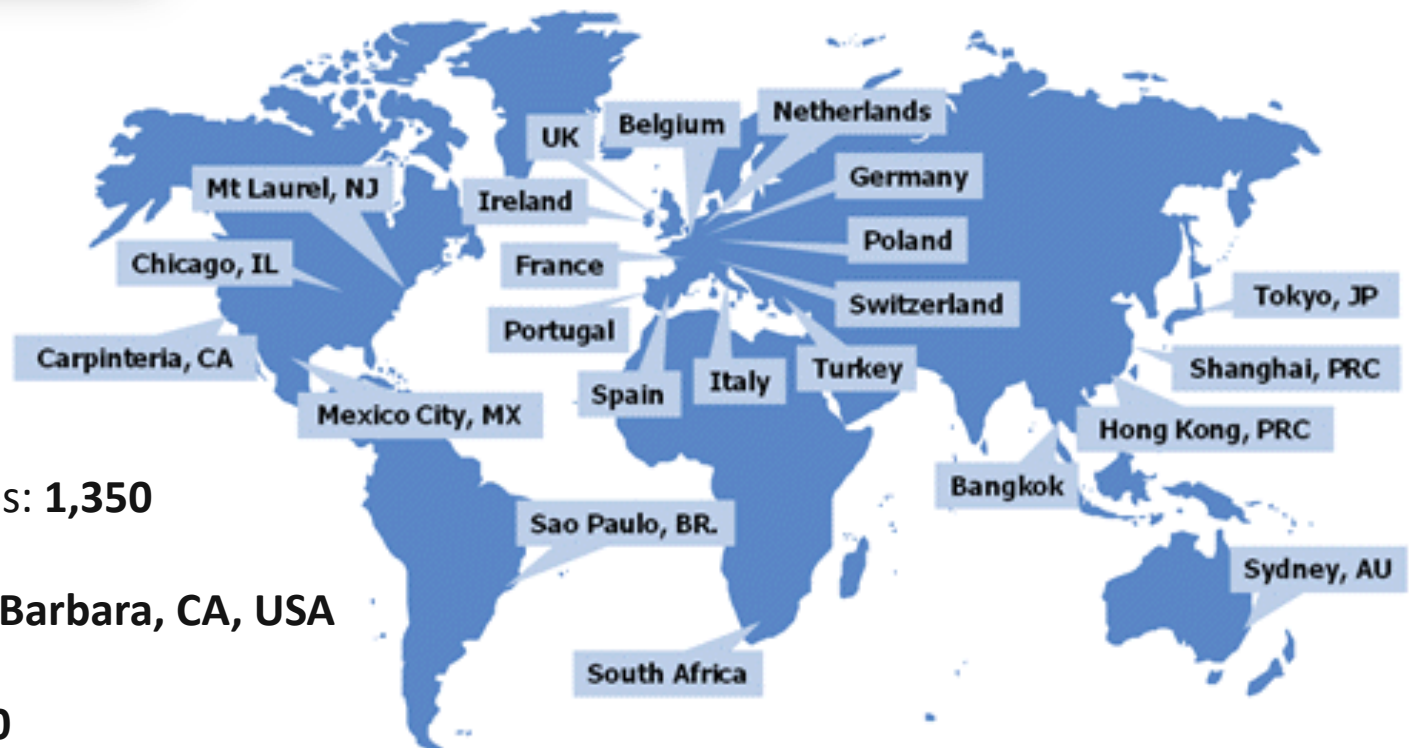 Netherlands
Belgium
UK
Germany
Mt Laurel, NJ
Ireland
Poland
Chicago, IL
France
Switzerland
Tokyo, JP
Portugal
Carpinteria, CA
Shanghai, PRC
Turkey
Italy
Spain
Mexico City, MX
Hong Kong, PRC
Bangkok
s: 1,350
Sao Paulo, BR.
Sydney, AU
Barbara, CA, USA
South Africa
0